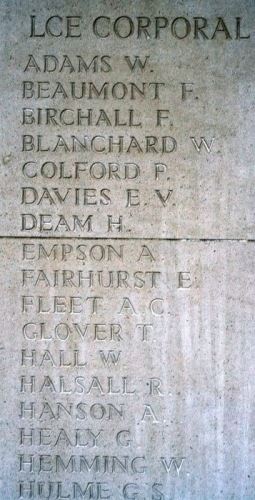 LCE CORPORAL
ADAMS W.
BEAUMONT F.
BIRCHALL F.
BLANCHARD W.
COLFORD P.
DAVIES E. V.
DEAM H.
EMPSON A.
FAIRHURST E.
FLEET A. C.
GLOVER T.
HALL W.
HALSALL R.
HANSON A.
HEALY G.
HEMMING W.
HULME G. S.